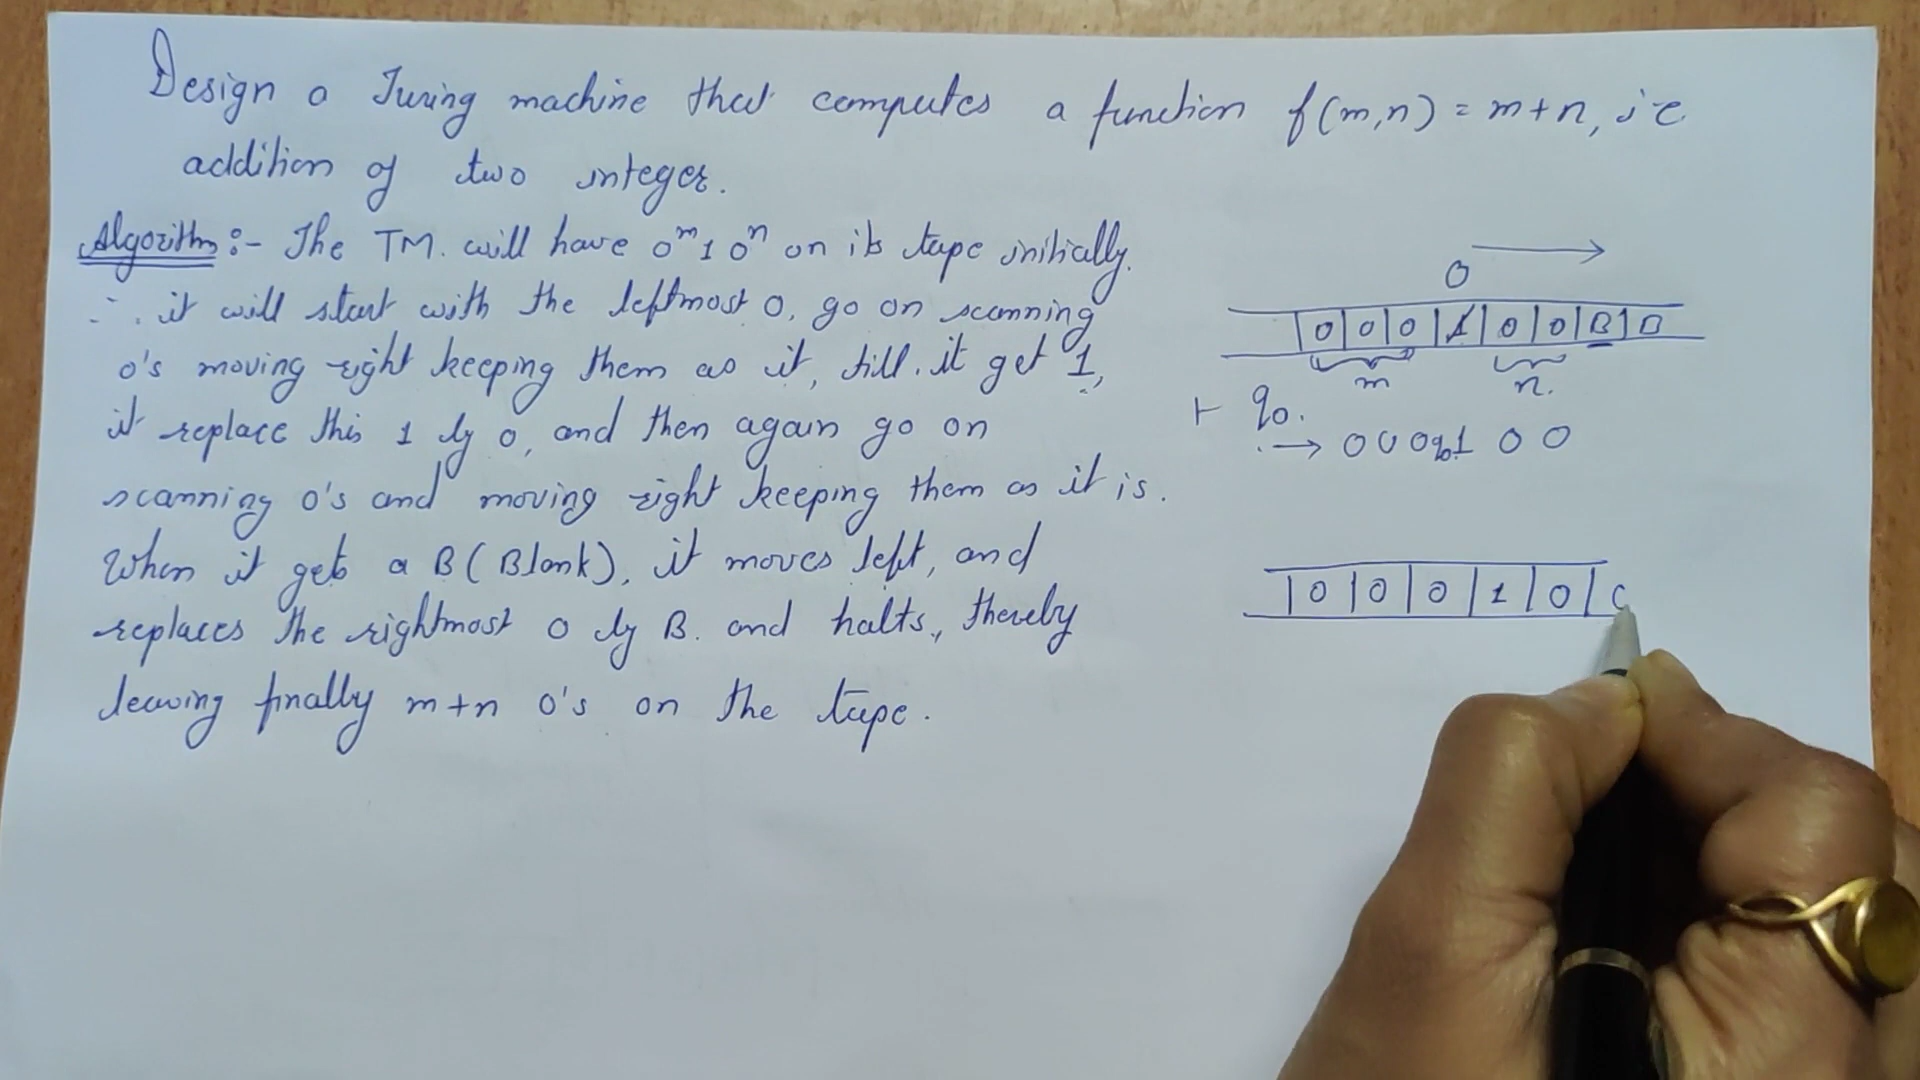 Design a Turing machine that computes a function f(m,n) = m+n, i e
addition of two integer.
Algorithm :- The TM. will have 0^m 1 0^n on its tape initially.
∴ it will start with the leftmost 0, go on scanning
0's moving right keeping them as it, till. it get 1,
it replace this 1 by 0, and then again go on
scanning 0's and moving right keeping them as it is.
When it gets a B (Blank), it moves left, and
replaces the rightmost 0 by B. and halts, thereby
leaving finally m+n 0's on the tape.
0 →
0 0 0 1 0 0 B B
m n.
⊢ q0.
→ 0 0 0 q0 1 0 0
0 0 0 1 0